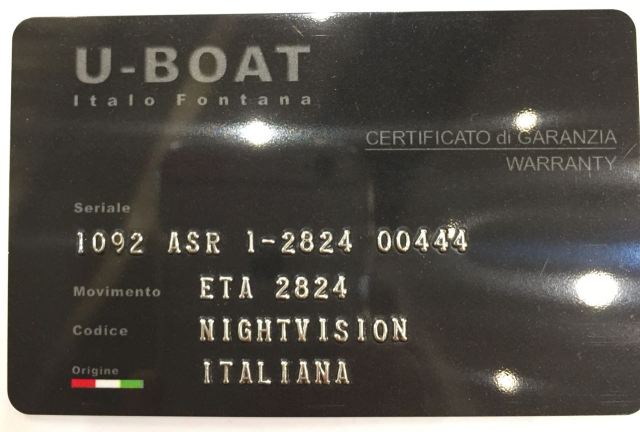 U-BOAT
Italo Fontana
CERTIFICATO di GARANZIA
WARRANTY
Seriale
1092 ASR 1-2824 00444
Movimento ETA 2824
Codice NIGHTVISION
Origine ITALIANA